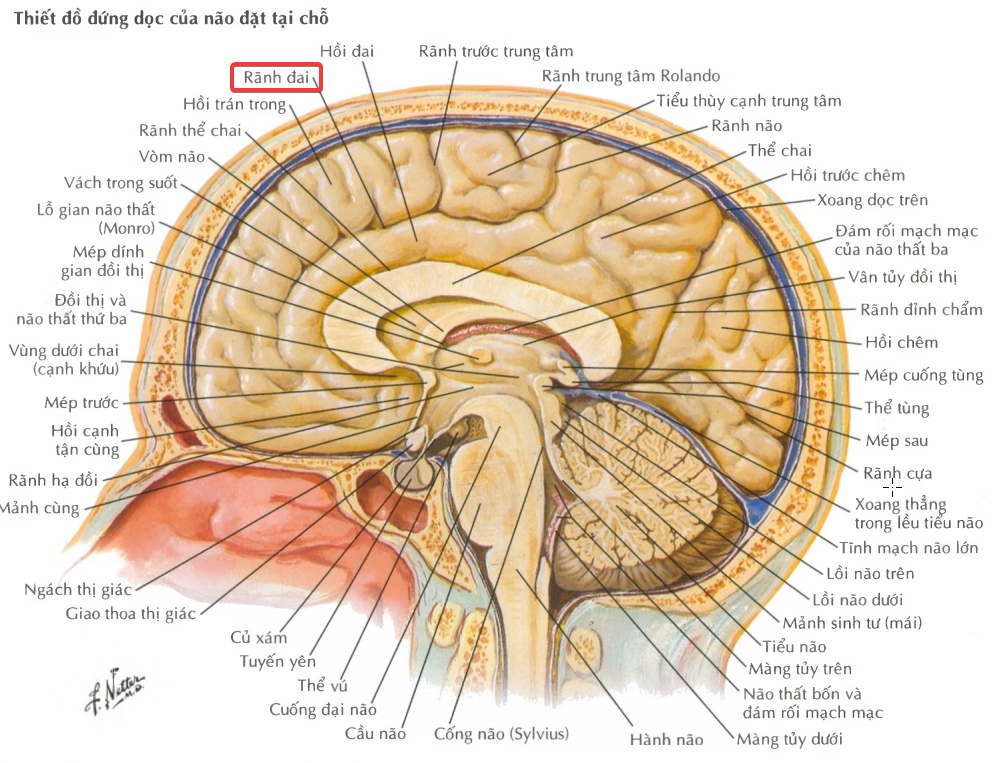 Thiết đồ đứng dọc của não đặt tại chỗ
Hồi đai
Rãnh trước trung tâm
Rãnh đai
Rãnh trung tâm Rolando
Hồi trán trong
Tiểu thùy cạnh trung tâm
Rãnh thể chai
Rãnh não
Vòm não
Thể chai
Vách trong suốt
Hồi trước chêm
Lỗ gian não thất
(Monro)
Xoang dọc trên
Mép dính
gian đồi thị
Đám rối mạch mạc
của não thất ba
Vân tủy đồi thị
Đồi thị và
não thất thứ ba
Rãnh đỉnh chẩm
Vùng dưới chai
(cạnh khứu)
Hồi chêm
Mép trước
Mép cuống tùng
Hồi cạnh
tận cùng
Thể tùng
Mép sau
Rãnh hạ đồi
Rãnh cựa
Mảnh cùng
Xoang thẳng
trong lều tiểu não
Tĩnh mạch não lớn
Lồi não trên
Ngách thị giác
Lồi não dưới
Giao thoa thị giác
Mảnh sinh tư (mái)
Củ xám
Tiểu não
Tuyến yên
Màng tủy trên
Thể vú
Não thất bốn và
đám rối mạch mạc
Cuống đại não
Cầu não
Cống não (Sylvius)
Hành não
Màng tủy dưới
F. Netter
M.D.